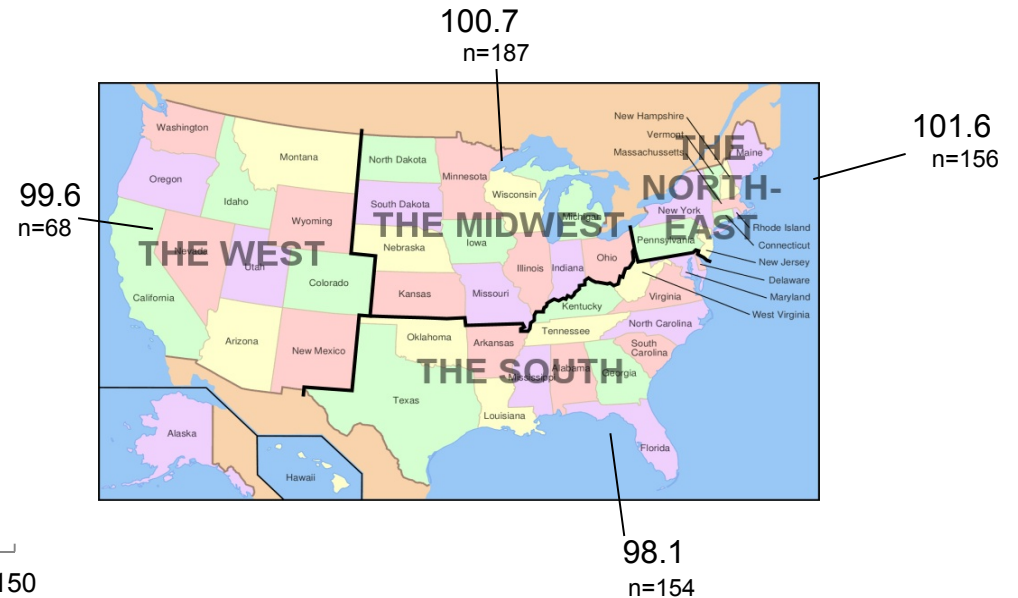 100.7
n=187
101.6
n=156
99.6
n=68
98.1
n=154
150
THE WEST
THE MIDWEST
THE
NORTH-
EAST
THE SOUTH
Washington
Oregon
California
Nevada
Idaho
Montana
Wyoming
Utah
Colorado
Arizona
New Mexico
Alaska
Hawaii
North Dakota
South Dakota
Nebraska
Kansas
Minnesota
Iowa
Missouri
Wisconsin
Illinois
Michigan
Indiana
Ohio
Oklahoma
Texas
Arkansas
Louisiana
Mississippi
Alabama
Tennessee
Kentucky
Georgia
Florida
South
Carolina
North Carolina
Virginia
Pennsylvania
New York
Maine
New Hampshire
Vermont
Massachusetts
Rhode Island
Connecticut
New Jersey
Delaware
Maryland
West Virginia